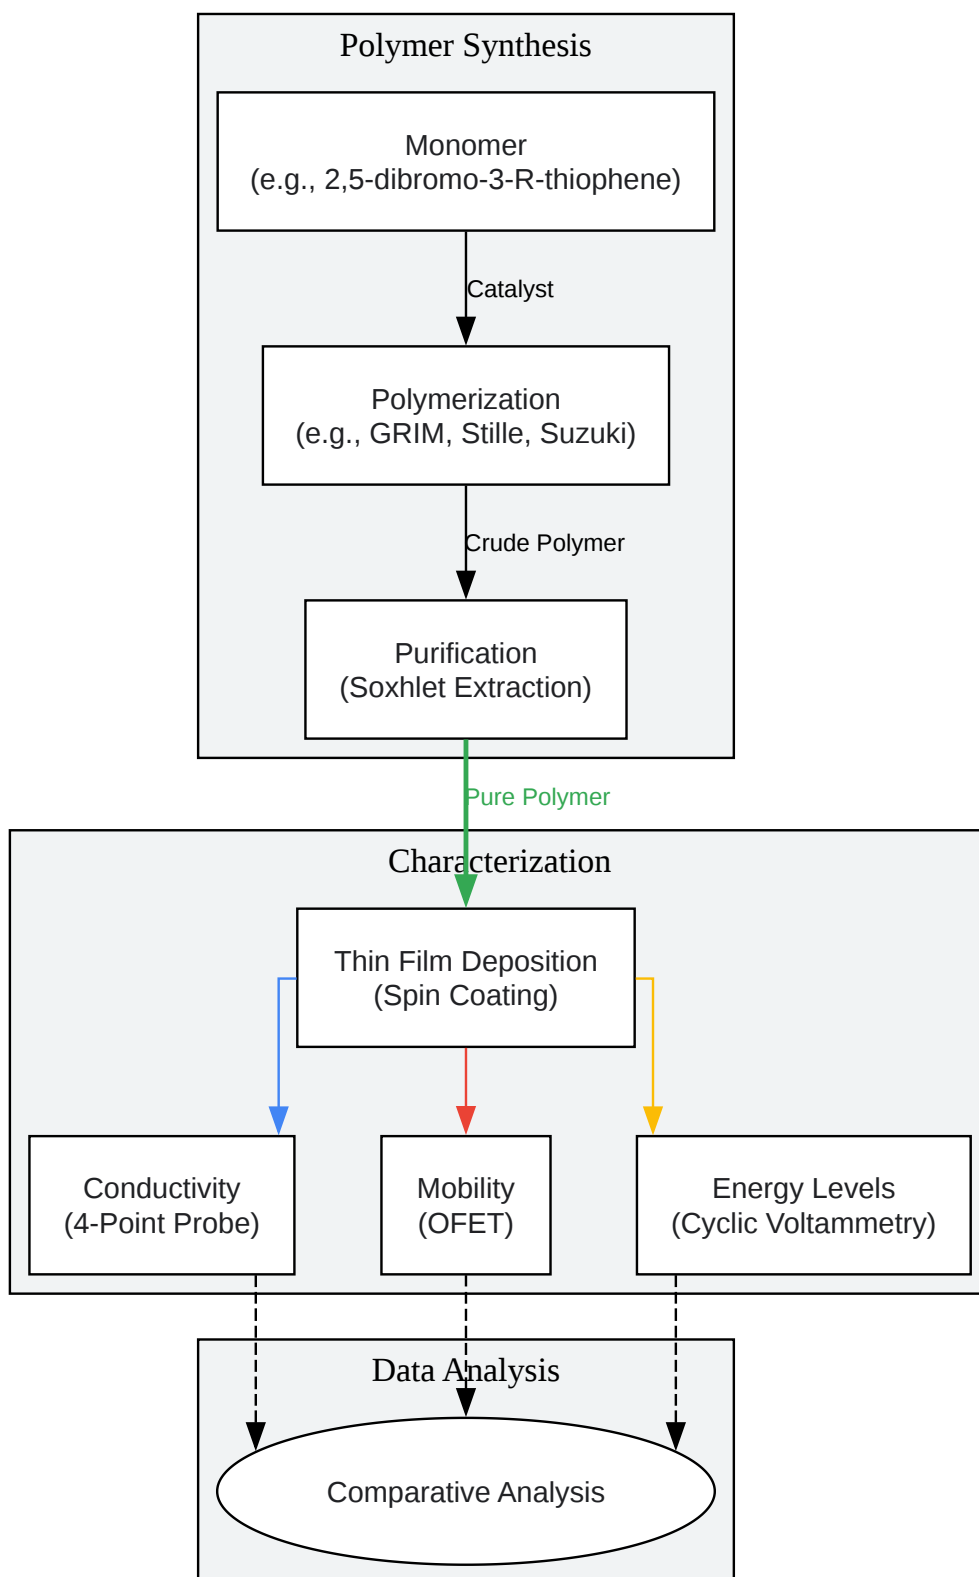 Polymer Synthesis
Monomer
(e.g., 2,5-dibromo-3-R-thiophene)
Catalyst
Polymerization
(e.g., GRIM, Stille, Suzuki)
Crude Polymer
Purification
(Soxhlet Extraction)
Pure Polymer
Characterization
Thin Film Deposition
(Spin Coating)
Conductivity
(4-Point Probe)
Mobility
(OFET)
Energy Levels
(Cyclic Voltammetry)
Data Analysis
Comparative Analysis